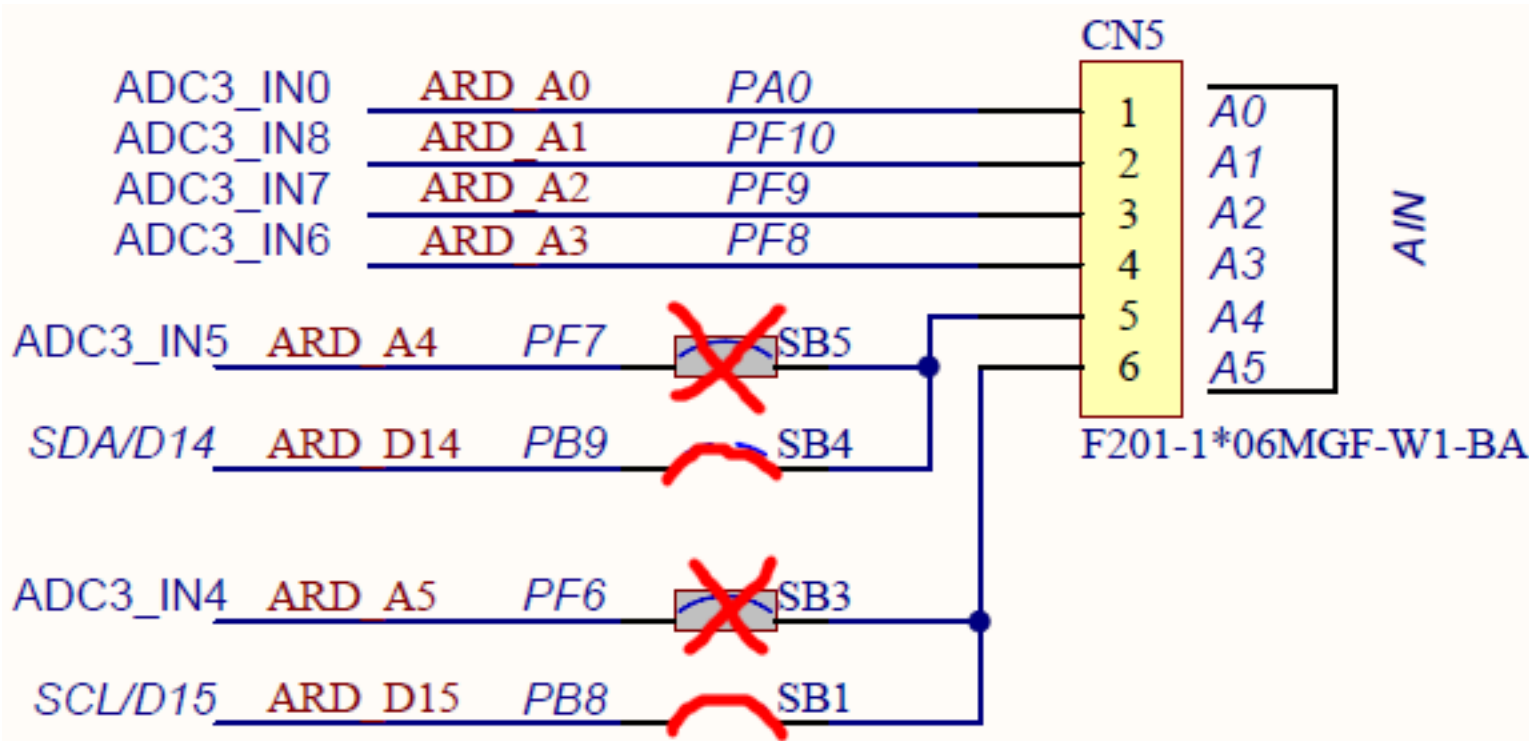 CN5
ADC3_IN0 ARD_A0 PA0 1 A0
ADC3_IN8 ARD_A1 PF10 2 A1
ADC3_IN7 ARD_A2 PF9 3 A2
ADC3_IN6 ARD_A3 PF8 4 A3
AIN
5 A4
ADC3_IN5 ARD_A4 PF7 SB5
6 A5
SDA/D14 ARD_D14 PB9 SB4
F201-1*06MGF-W1-BA
ADC3_IN4 ARD_A5 PF6 SB3
SCL/D15 ARD_D15 PB8 SB1